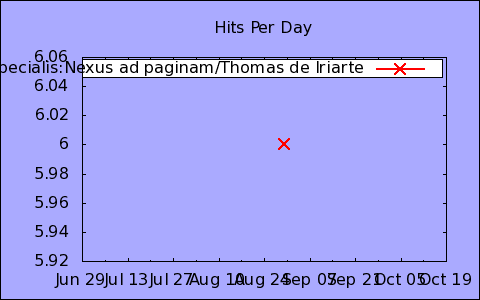 Hits Per Day
6.06
pecialis:Nexus ad paginam/Thomas de Iriarte
6.04
6.02
6
5.98
5.96
5.94
5.92
Jun 29 Jul 13 Jul 27 Aug 10 Aug 24 Sep 07 Sep 21 Oct 05 Oct 19